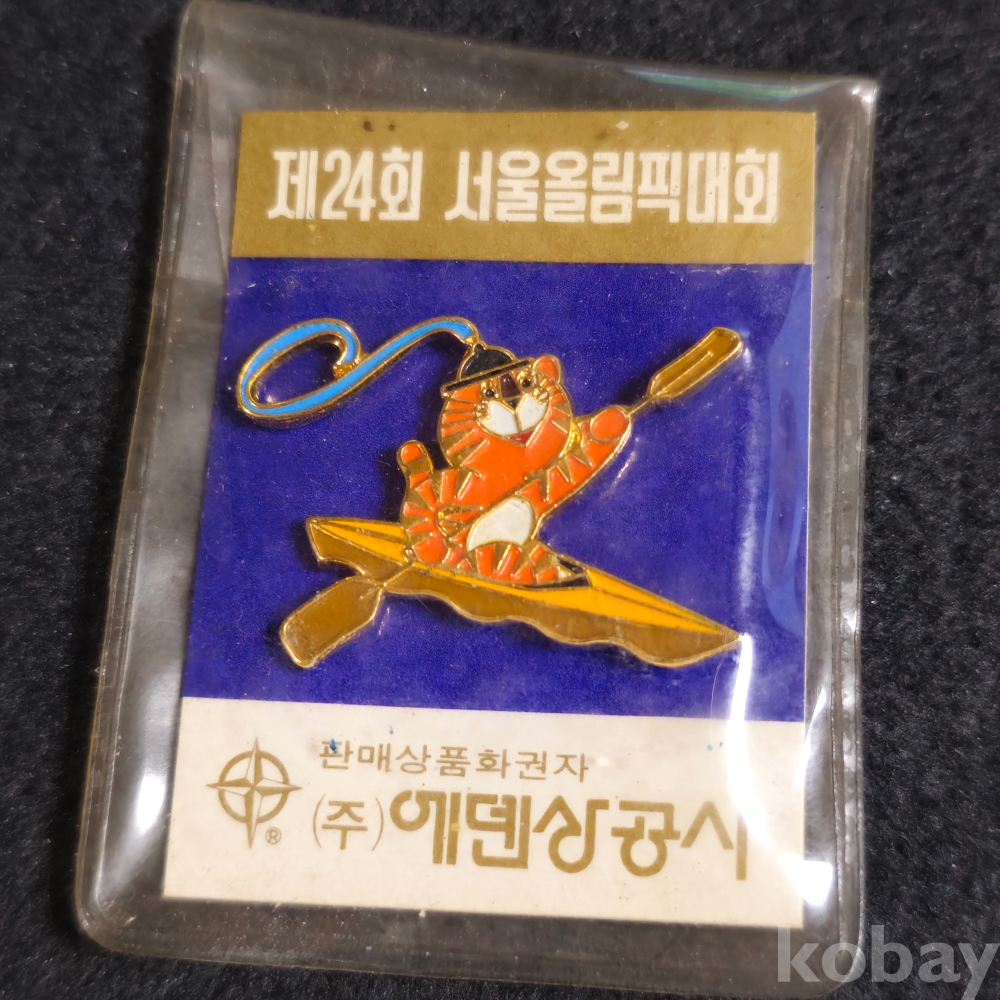 제24회 서울올림픽대회
판매상품화권자
(주)에덴상공사
®
kobay